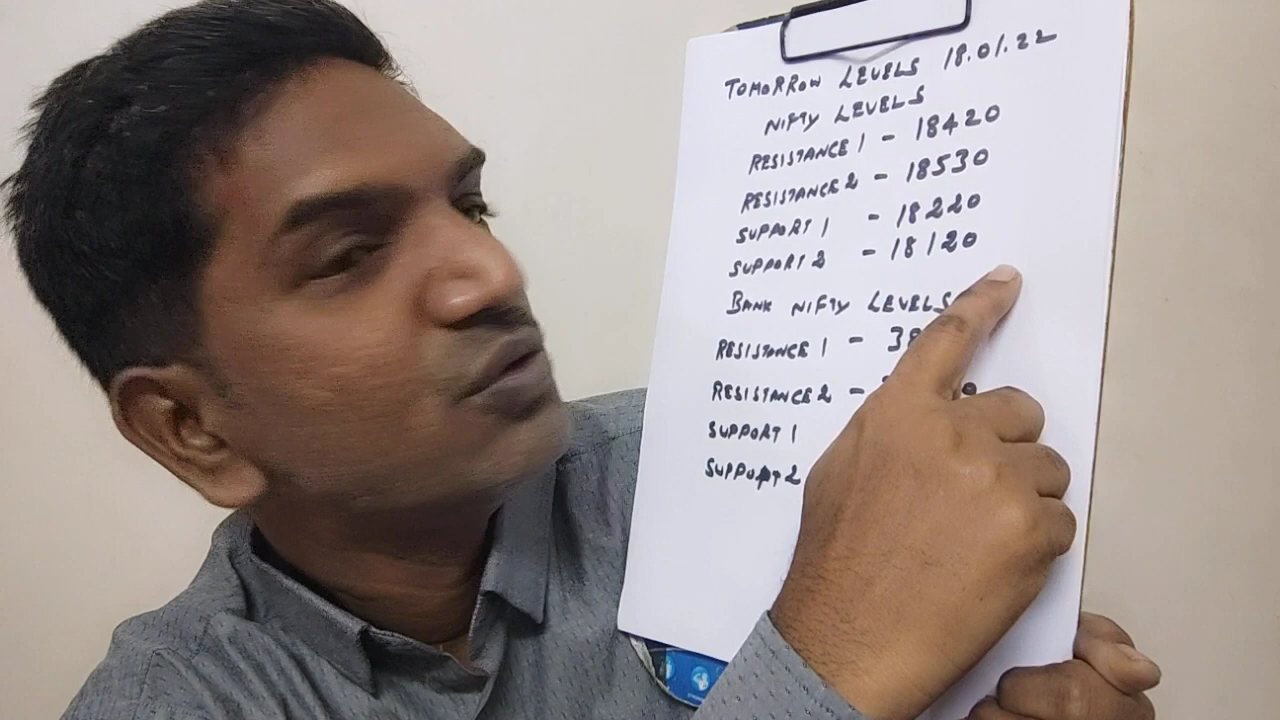 TOMORROW LEVELS 18.01.22
NIFTY LEVELS
RESISTANCE 1 - 18420
RESISTANCE 2 - 18530
SUPPORT 1 - 18220
SUPPORT 2 - 18120
BANK NIFTY LEVELS
RESISTANCE 1 -
RESISTANCE 2 -
SUPPORT 1
SUPPORT 2